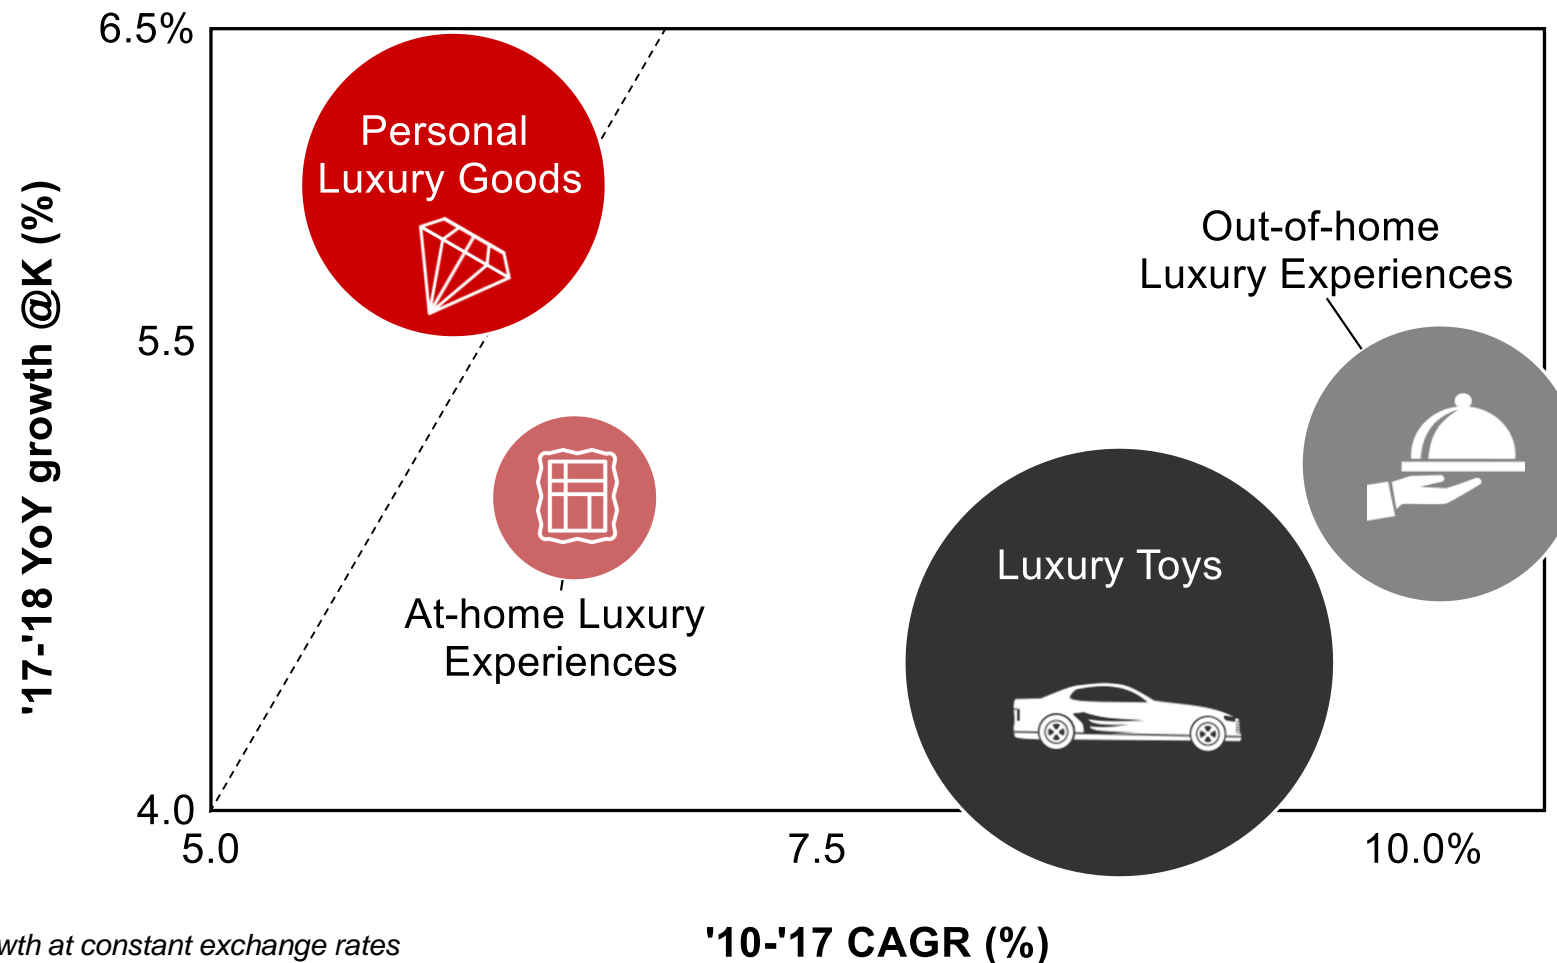 6.5%
Personal
Luxury Goods
Out-of-home
Luxury Experiences
'17-'18 YoY growth @K (%)
5.5
Luxury Toys
At-home Luxury
Experiences
4.0
5.0
7.5
10.0%
'10-'17 CAGR (%)
at constant exchange rates